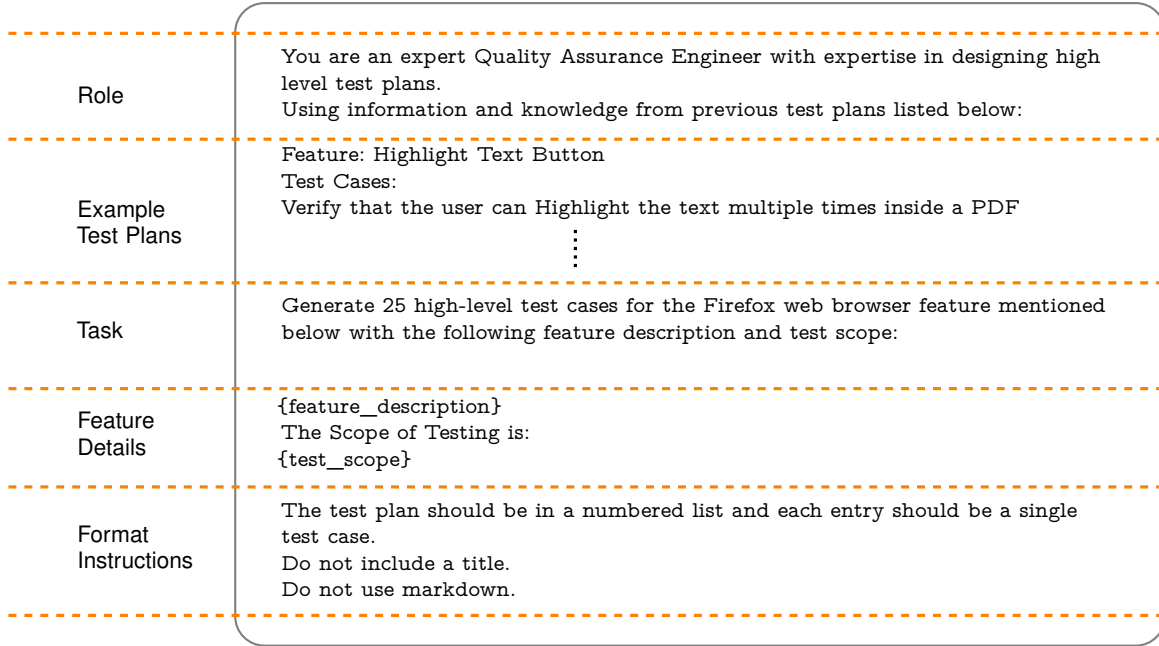 Role
You are an expert Quality Assurance Engineer with expertise in designing high
level test plans.
Using information and knowledge from previous test plans listed below:
Example
Test Plans
Feature: Highlight Text Button
Test Cases:
Verify that the user can Highlight the text multiple times inside a PDF
Task
Generate 25 high-level test cases for the Firefox web browser feature mentioned
below with the following feature description and test scope:
Feature
Details
{feature_description}
The Scope of Testing is:
{test_scope}
Format
Instructions
The test plan should be in a numbered list and each entry should be a single
test case.
Do not include a title.
Do not use markdown.